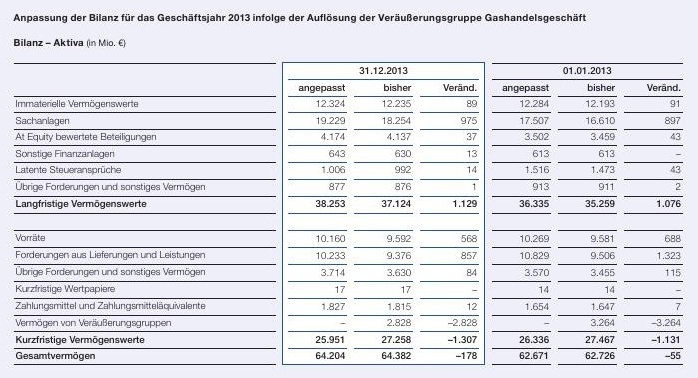 Anpassung der Bilanz für das Geschäftsjahr 2013 infolge der Auflösung der Veräußerungsgruppe Gashandelsgeschäft
Bilanz – Aktiva (in Mio. €)
31.12.2013 01.01.2013
angepasst bisher Veränd. angepasst bisher Veränd.
Immaterielle Vermögenswerte 12.324 12.235 89 12.284 12.193 91
Sachanlagen 19.229 18.254 975 17.507 16.610 897
At Equity bewertete Beteiligungen 4.174 4.137 37 3.502 3.459 43
Sonstige Finanzanlagen 643 630 13 613 613 –
Latente Steueransprüche 1.006 992 14 1.516 1.473 43
Übrige Forderungen und sonstiges Vermögen 877 876 1 913 911 2
Langfristige Vermögenswerte 38.253 37.124 1.129 36.335 35.259 1.076
Vorräte 10.160 9.592 568 10.269 9.581 688
Forderungen aus Lieferungen und Leistungen 10.233 9.376 857 10.829 9.506 1.323
Übrige Forderungen und sonstiges Vermögen 3.714 3.630 84 3.570 3.455 115
Kurzfristige Wertpapiere 17 17 – 14 14 –
Zahlungsmittel und Zahlungsmitteläquivalente 1.827 1.815 12 1.654 1.647 7
Vermögen von Veräußerungsgruppen – 2.828 –2.828 – 3.264 –3.264
Kurzfristige Vermögenswerte 25.951 27.258 –1.307 26.336 27.467 –1.131
Gesamtvermögen 64.204 64.382 –178 62.671 62.726 –55